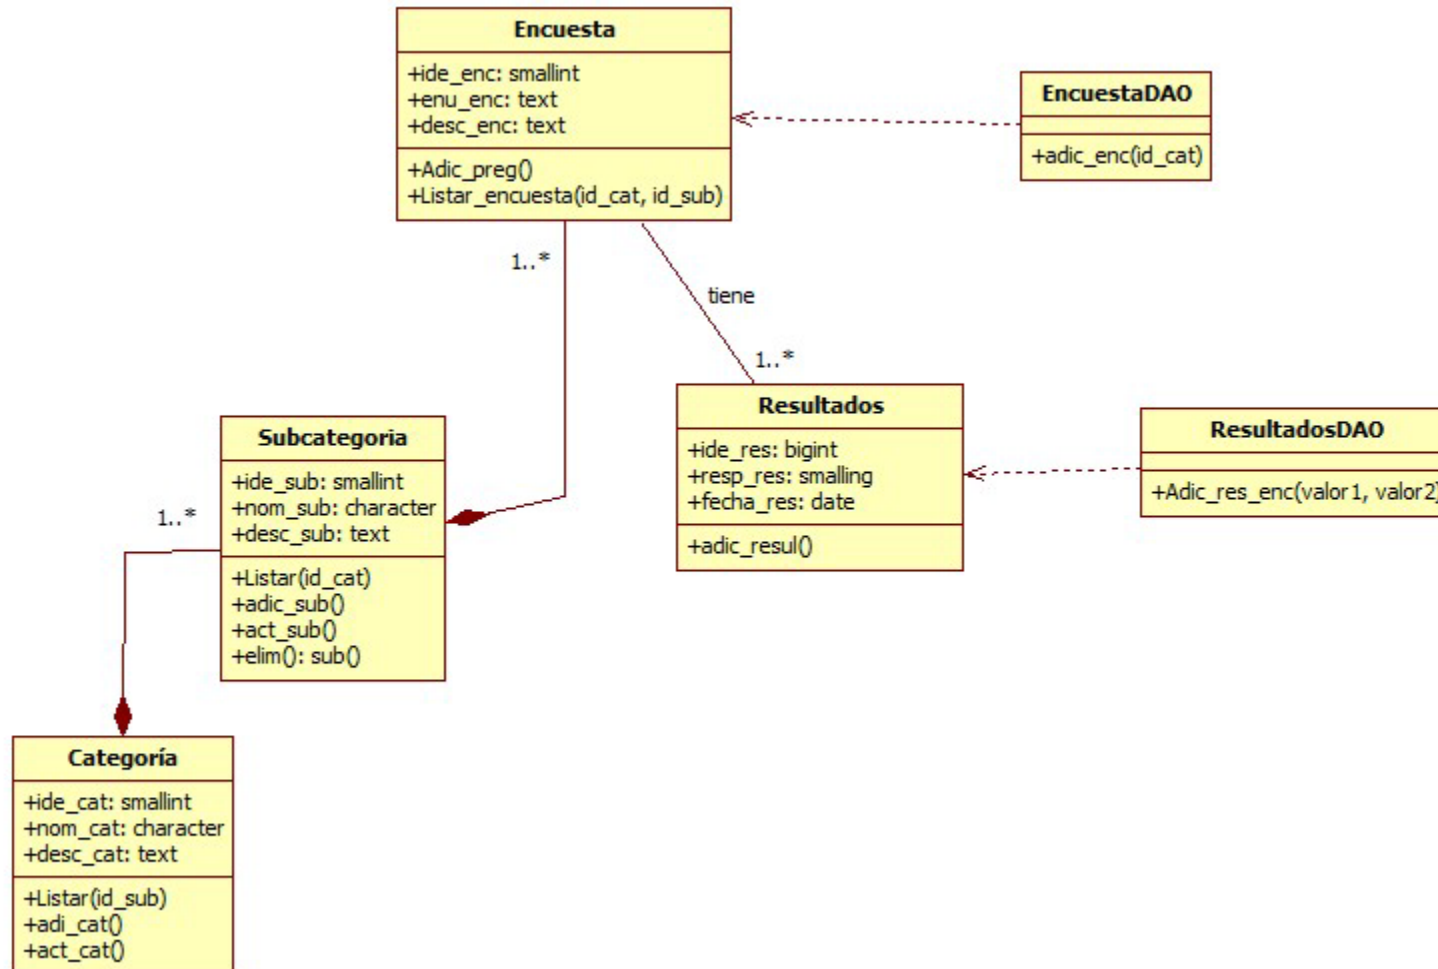 Encuesta
+ide_enc: smallint
+enu_enc: text
+desc_enc: text
+Adic_preg()
+Listar_encuesta(id_cat, id_sub)
EncuestaDAO
+adic_enc(id_cat)
1..*
tiene
1..*
Resultados
+ide_res: bigint
+resp_res: smalling
+fecha_res: date
+adic_resul()
ResultadosDAO
+Adic_res_enc(valor1, valor2)
Subcategoria
+ide_sub: smallint
+nom_sub: character
+desc_sub: text
+Listar(id_cat)
+adic_sub()
+act_sub()
+elim(): sub()
1..*
Categoría
+ide_cat: smallint
+nom_cat: character
+desc_cat: text
+Listar(id_sub)
+adi_cat()
+act_cat()